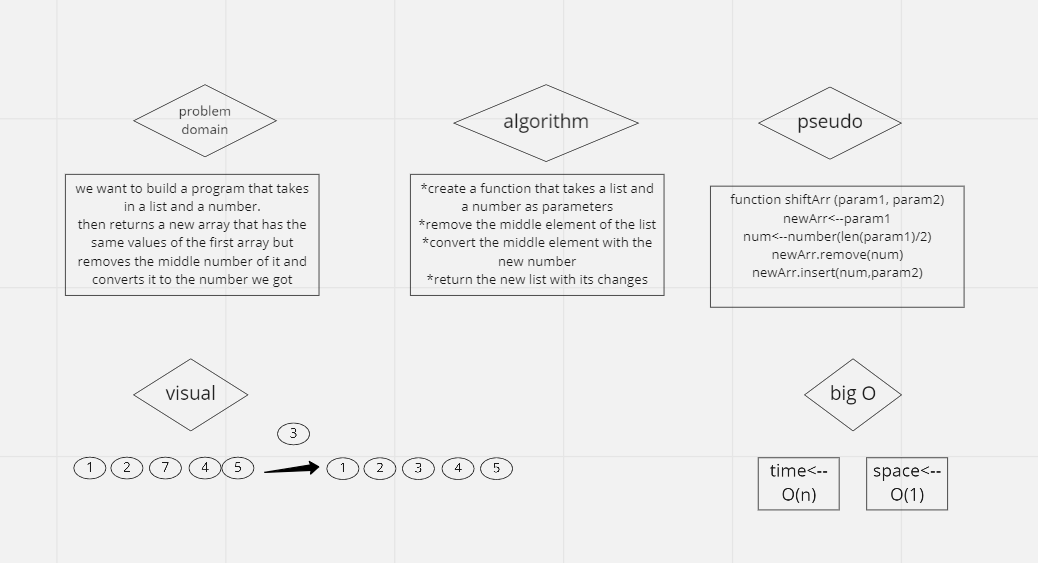 problem
domain
we want to build a program that takes
in a list and a number.
then returns a new array that has the
same values of the first array but
removes the middle number of it and
converts it to the number we got
algorithm
*create a function that takes a list and
a number as parameters
*remove the middle element of the list
*convert the middle element with the
new number
*return the new list with its changes
pseudo
function shiftArr (param1, param2)
newArr<--param1
num<--number(len(param1)/2)
newArr.remove(num)
newArr.insert(num,param2)
visual
3
1 2 7 4 5 1 2 3 4 5
big O
time<--
O(n)
space<--
O(1)